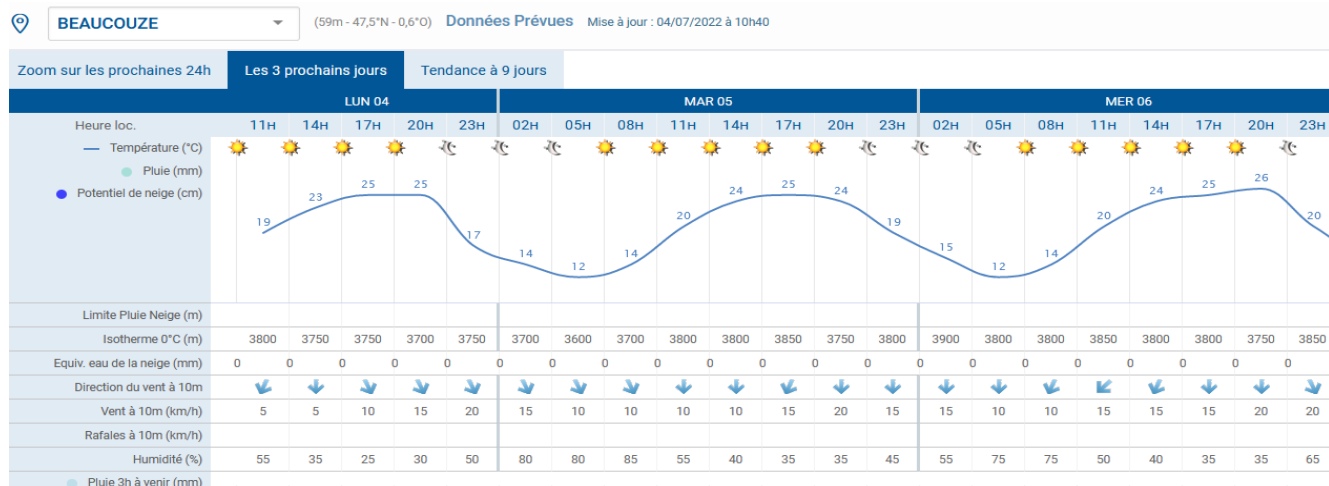 BEAUCOUZE (59m - 47,5°N - 0,6°O) Données Prévues Mise à jour : 04/07/2022 à 10h40
Zoom sur les prochaines 24h Les 3 prochains jours Tendance à 9 jours
LUN 04 MAR 05 MER 06
Heure loc. 11H 14H 17H 20H 23H 02H 05H 08H 11H 14H 17H 20H 23H 02H 05H 08H 11H 14H 17H 20H 23H
Température (°C)
Pluie (mm)
Potentiel de neige (cm)
19 23 25 25 17 14 12 14 20 24 25 24 19 15 12 14 20 24 25 26 20
Limite Pluie Neige (m)
Isotherme 0°C (m) 3800 3750 3750 3700 3750 3700 3600 3700 3800 3800 3850 3750 3800 3900 3800 3800 3850 3800 3800 3750 3850
Equiv. eau de la neige (mm) 0 0 0 0 0 0 0 0 0 0 0 0 0 0 0 0 0 0 0 0 0
Direction du vent à 10m
Vent à 10m (km/h) 5 5 10 15 20 15 10 10 10 10 15 20 15 15 10 10 15 15 15 20 20
Rafales à 10m (km/h)
Humidité (%) 55 35 25 30 50 80 80 85 55 40 35 35 45 55 75 75 50 40 35 35 65
Pluie 3h à venir (mm)